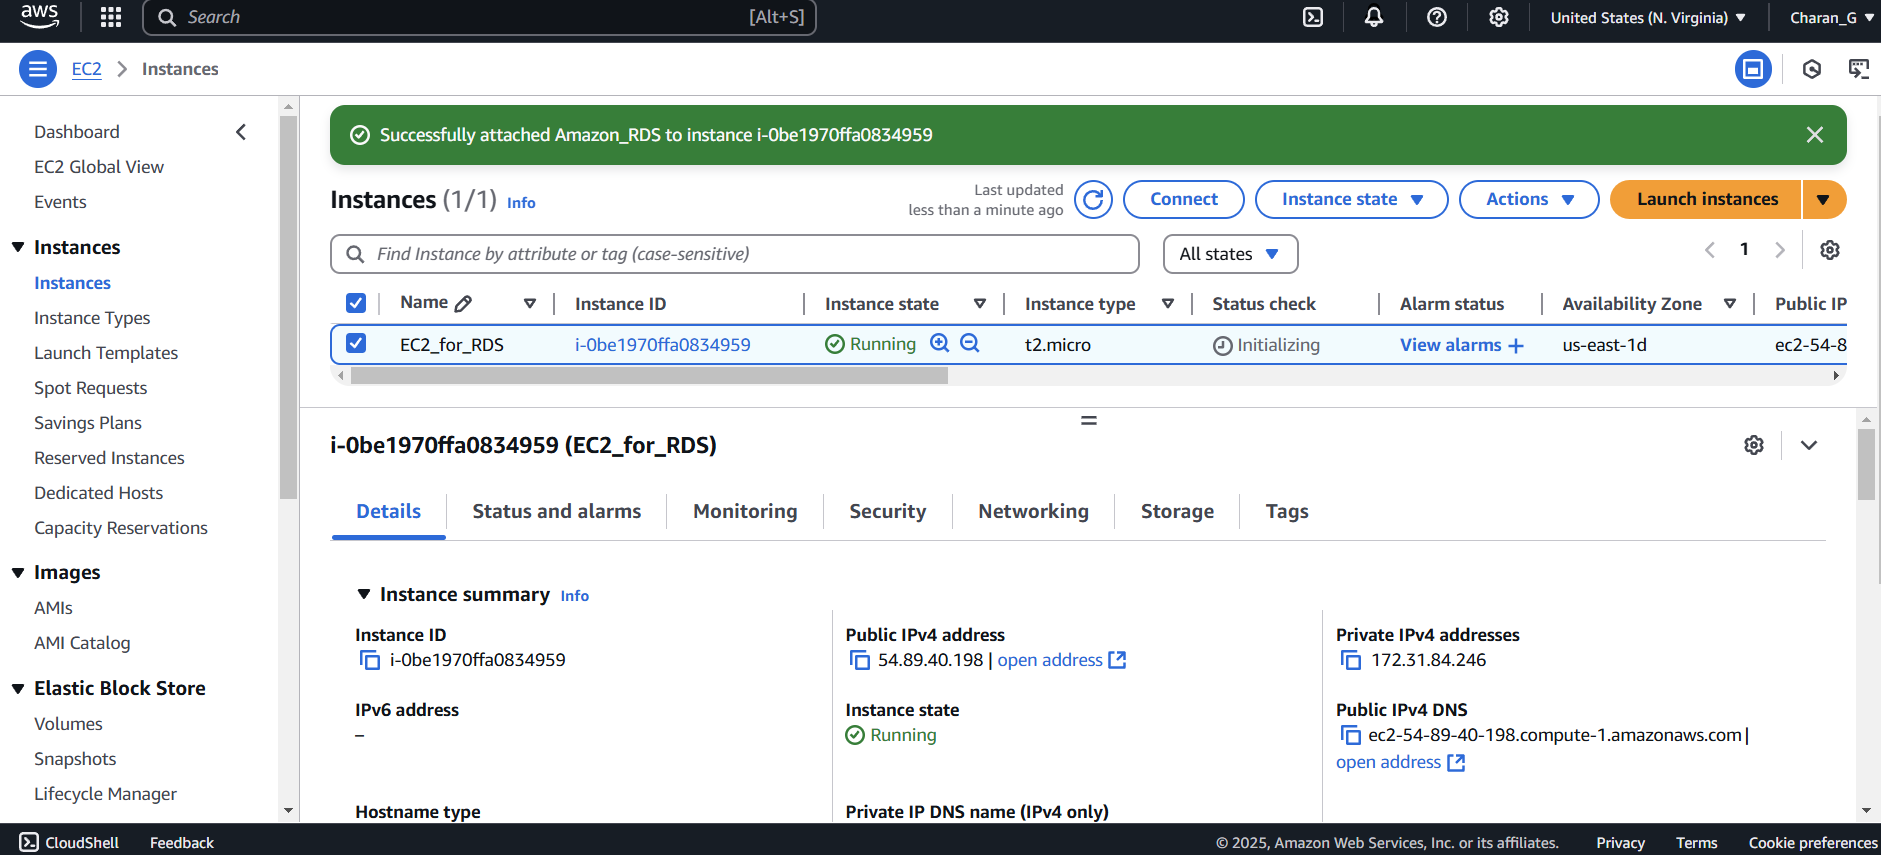 aws
Search [Alt+S]
United States (N. Virginia)
Charan_G
EC2 > Instances
Dashboard
EC2 Global View
Events
Instances
Instances
Instance Types
Launch Templates
Spot Requests
Savings Plans
Reserved Instances
Dedicated Hosts
Capacity Reservations
Images
AMIs
AMI Catalog
Elastic Block Store
Volumes
Snapshots
Lifecycle Manager
Successfully attached Amazon_RDS to instance i-0be1970ffa0834959
Instances (1/1) Info
Last updated
less than a minute ago
Connect
Instance state
Actions
Launch instances
Find Instance by attribute or tag (case-sensitive)
All states
1
Name Instance ID Instance state Instance type Status check Alarm status Availability Zone Public IP
EC2_for_RDS i-0be1970ffa0834959 Running t2.micro Initializing View alarms + us-east-1d ec2-54-8
i-0be1970ffa0834959 (EC2_for_RDS)
Details Status and alarms Monitoring Security Networking Storage Tags
Instance summary Info
Instance ID
i-0be1970ffa0834959
Public IPv4 address
54.89.40.198 | open address
Private IPv4 addresses
172.31.84.246
IPv6 address
–
Instance state
Running
Public IPv4 DNS
ec2-54-89-40-198.compute-1.amazonaws.com |
open address
Hostname type
Private IP DNS name (IPv4 only)
CloudShell Feedback
© 2025, Amazon Web Services, Inc. or its affiliates. Privacy Terms Cookie preferences